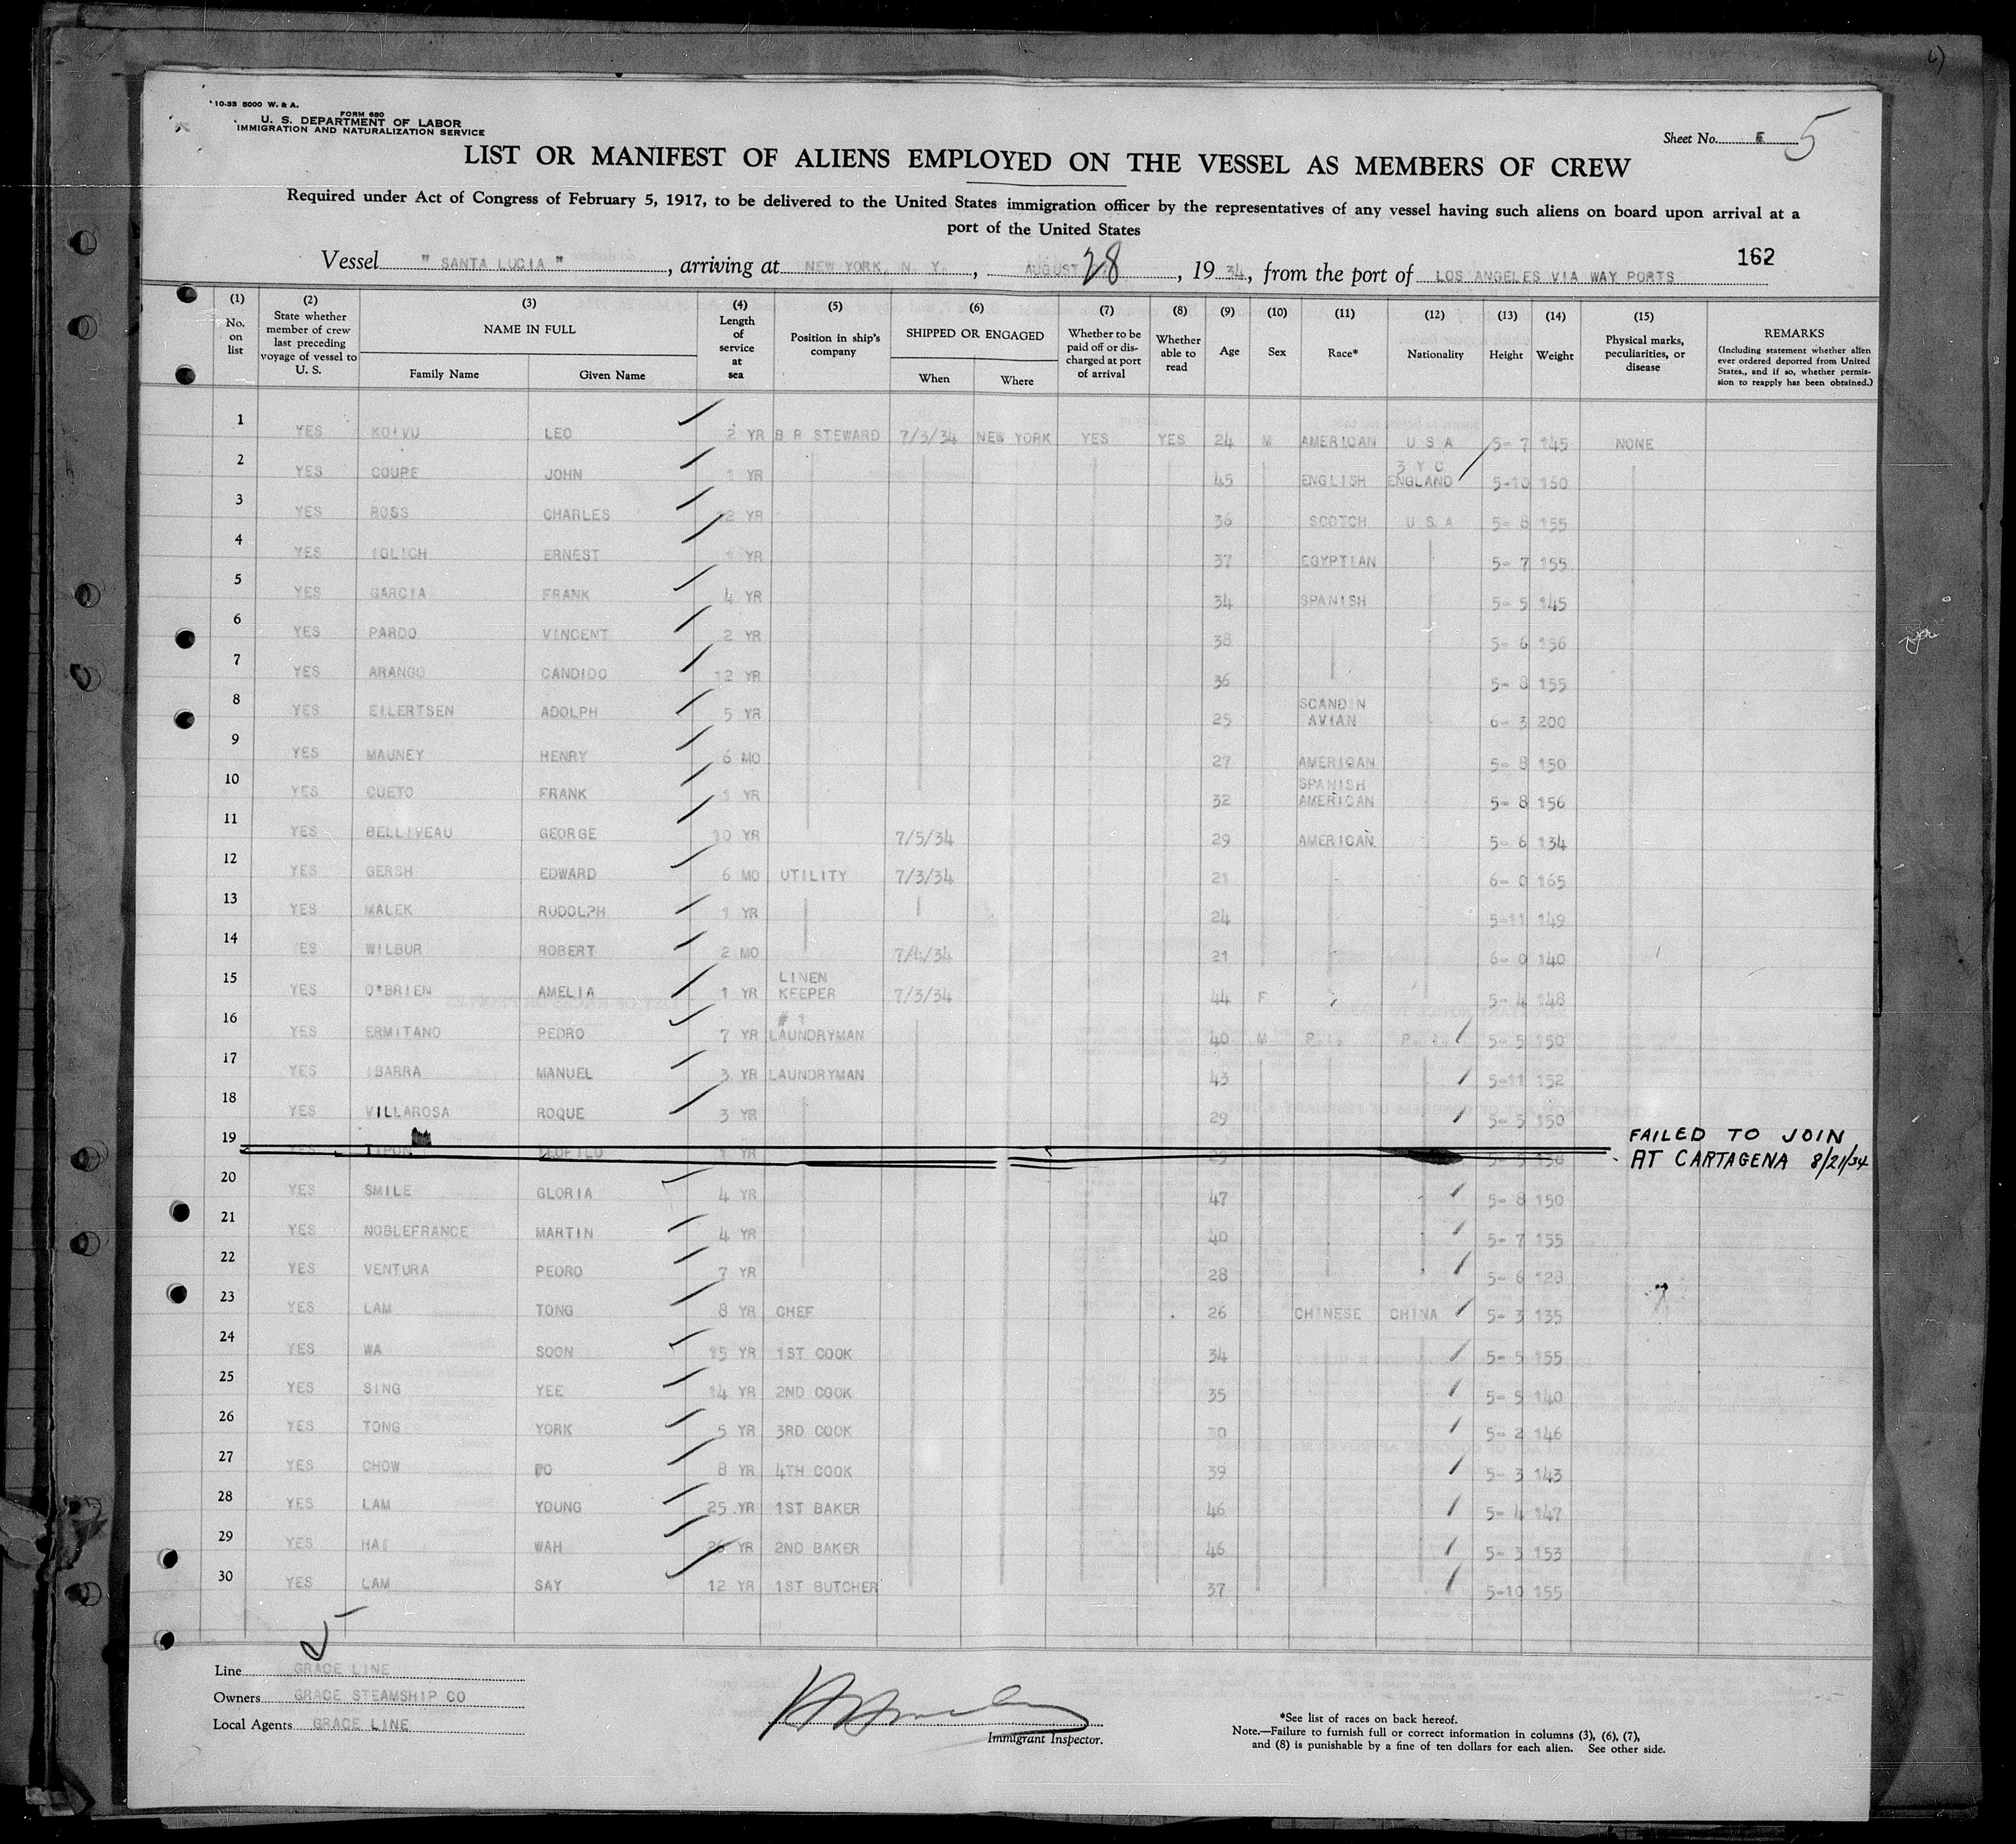 10-33 5000 W. & A.
FORM 680
U. S. DEPARTMENT OF LABOR
IMMIGRATION AND NATURALIZATION SERVICE
Sheet No. 5
LIST OR MANIFEST OF ALIENS EMPLOYED ON THE VESSEL AS MEMBERS OF CREW
Required under Act of Congress of February 5, 1917, to be delivered to the United States immigration officer by the representatives of any vessel having such aliens on board upon arrival at a
port of the United States
162
Vessel " SANTA LUCIA " , arriving at NEW YORK, N. Y. , AUGUST 28 , 19 34, from the port of LOS ANGELES VIA WAY PORTS
(1) No. on list (2) State whether member of crew last preceding voyage of vessel to U. S. (3) NAME IN FULL Family Name Given Name (4) Length of service at sea (5) Position in ship's company (6) SHIPPED OR ENGAGED When Where (7) Whether to be paid off or discharged at port of arrival (8) Whether able to read (9) Age (10) Sex (11) Race* (12) Nationality (13) Height (14) Weight (15) Physical marks, peculiarities, or disease REMARKS (Including statement whether alien ever ordered deported from United States., and if so, whether permission to reapply has been obtained.)
1 YES KOIVU LEO 2 YR B R STEWARD 7/3/34 NEW YORK YES YES 24 M AMERICAN U S A 5-7 145 NONE
2 YES COUPE JOHN 1 YR 45 ENGLISH 3 Y C ENGLAND 5-10 160
3 YES ROSS CHARLES 12 YR 36 SCOTCH U S A 5-8 155
4 YES IGLICH ERNEST 1 YR 37 EGYPTIAN 5-7 155
5 YES GARCIA FRANK 4 YR 34 SPANISH 5-5 145
6 YES PARDO VINCENT 2 YR 38 5-6 156
7 YES ARANGO CANDIDO 12 YR 36 5-8 155
8 YES EILERTSEN ADOLPH 5 YR 25 SCANDIN AVIAN 6-3 200
9 YES MAUNEY HENRY 6 MO 27 AMERICAN 5-8 150
10 YES CUETO FRANK 1 YR 32 SPANISH AMERICAN 5-8 156
11 YES BELLIVEAU GEORGE 10 YR 7/5/34 29 AMERICAN 5-6 134
12 YES GERSH EDWARD 6 MO UTILITY 7/3/34 21 6-0 165
13 YES MALEK RUDOLPH 1 YR 24 5-11 149
14 YES WILBUR ROBERT 2 MO 7/4/34 21 6-0 140
15 YES O'BRIEN AMELIA 1 YR LINEN KEEPER 7/3/34 44 F 5-4 148
16 YES ERMITANO PEDRO 7 YR # 1 LAUNDRYMAN 40 M P. I. P. I. 5-5 150
17 YES IBARRA MANUEL 3 YR LAUNDRYMAN 43 5-11 152
18 YES VILLAROSA ROQUE 3 YR 29 5-5 150
19 YES TEOFILO 1 YR 29 FAILED TO JOIN
AT CARTAGENA 8/21/34
20 YES SMILE GLORIA 4 YR 47 5-8 150
21 YES NOBLEFRANCE MARTIN 4 YR 40 5-7 155
22 YES VENTURA PEDRO 7 YR 28 5-6 128
23 YES LAM TONG 8 YR CHEF 26 CHINESE CHINA 5-3 135
24 YES WA SOON 15 YR 1ST COOK 34 5-5 155
25 YES SING YEE 14 YR 2ND COOK 35 5-5 140
26 YES TONG YORK 5 YR 3RD COOK 30 5-2 146
27 YES CHOW FO 8 YR 4TH COOK 39 5-3 143
28 YES LAM YOUNG 25 YR 1ST BAKER 46 5-4 147
29 YES HAI WAH YR 2ND BAKER 46 5-3 153
30 YES LAM SAY 12 YR 1ST BUTCHER 37 5-10 155
Line GRACE LINE
Owners GRACE STEAMSHIP CO
Local Agents GRACE LINE
Immigrant Inspector.
*See list of races on back hereof.
Note.—Failure to furnish full or correct information in columns (3), (6), (7),
and (8) is punishable by a fine of ten dollars for each alien. See other side.